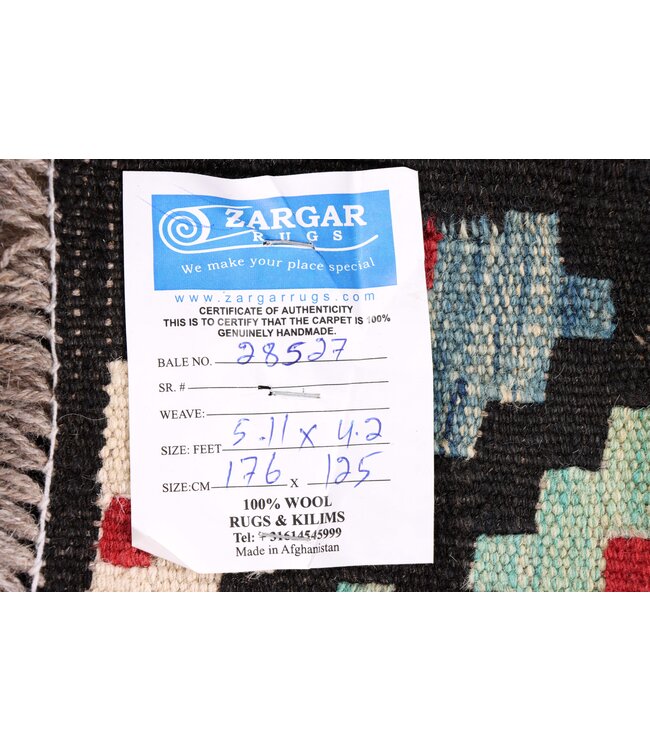 ZARGAR
RUGS
We make your place special
www.zargarrugs.com
CERTIFICATE OF AUTHENTICITY
THIS IS TO CERTIFY THAT THE CARPET IS 100%
GENUINELY HANDMADE.
BALE NO. 28527
SR. #
WEAVE:
SIZE: FEET 5.11 x 4.2
SIZE:CM 176 x 125
100% WOOL
RUGS & KILIMS
Tel: 31614545999
Made in Afghanistan